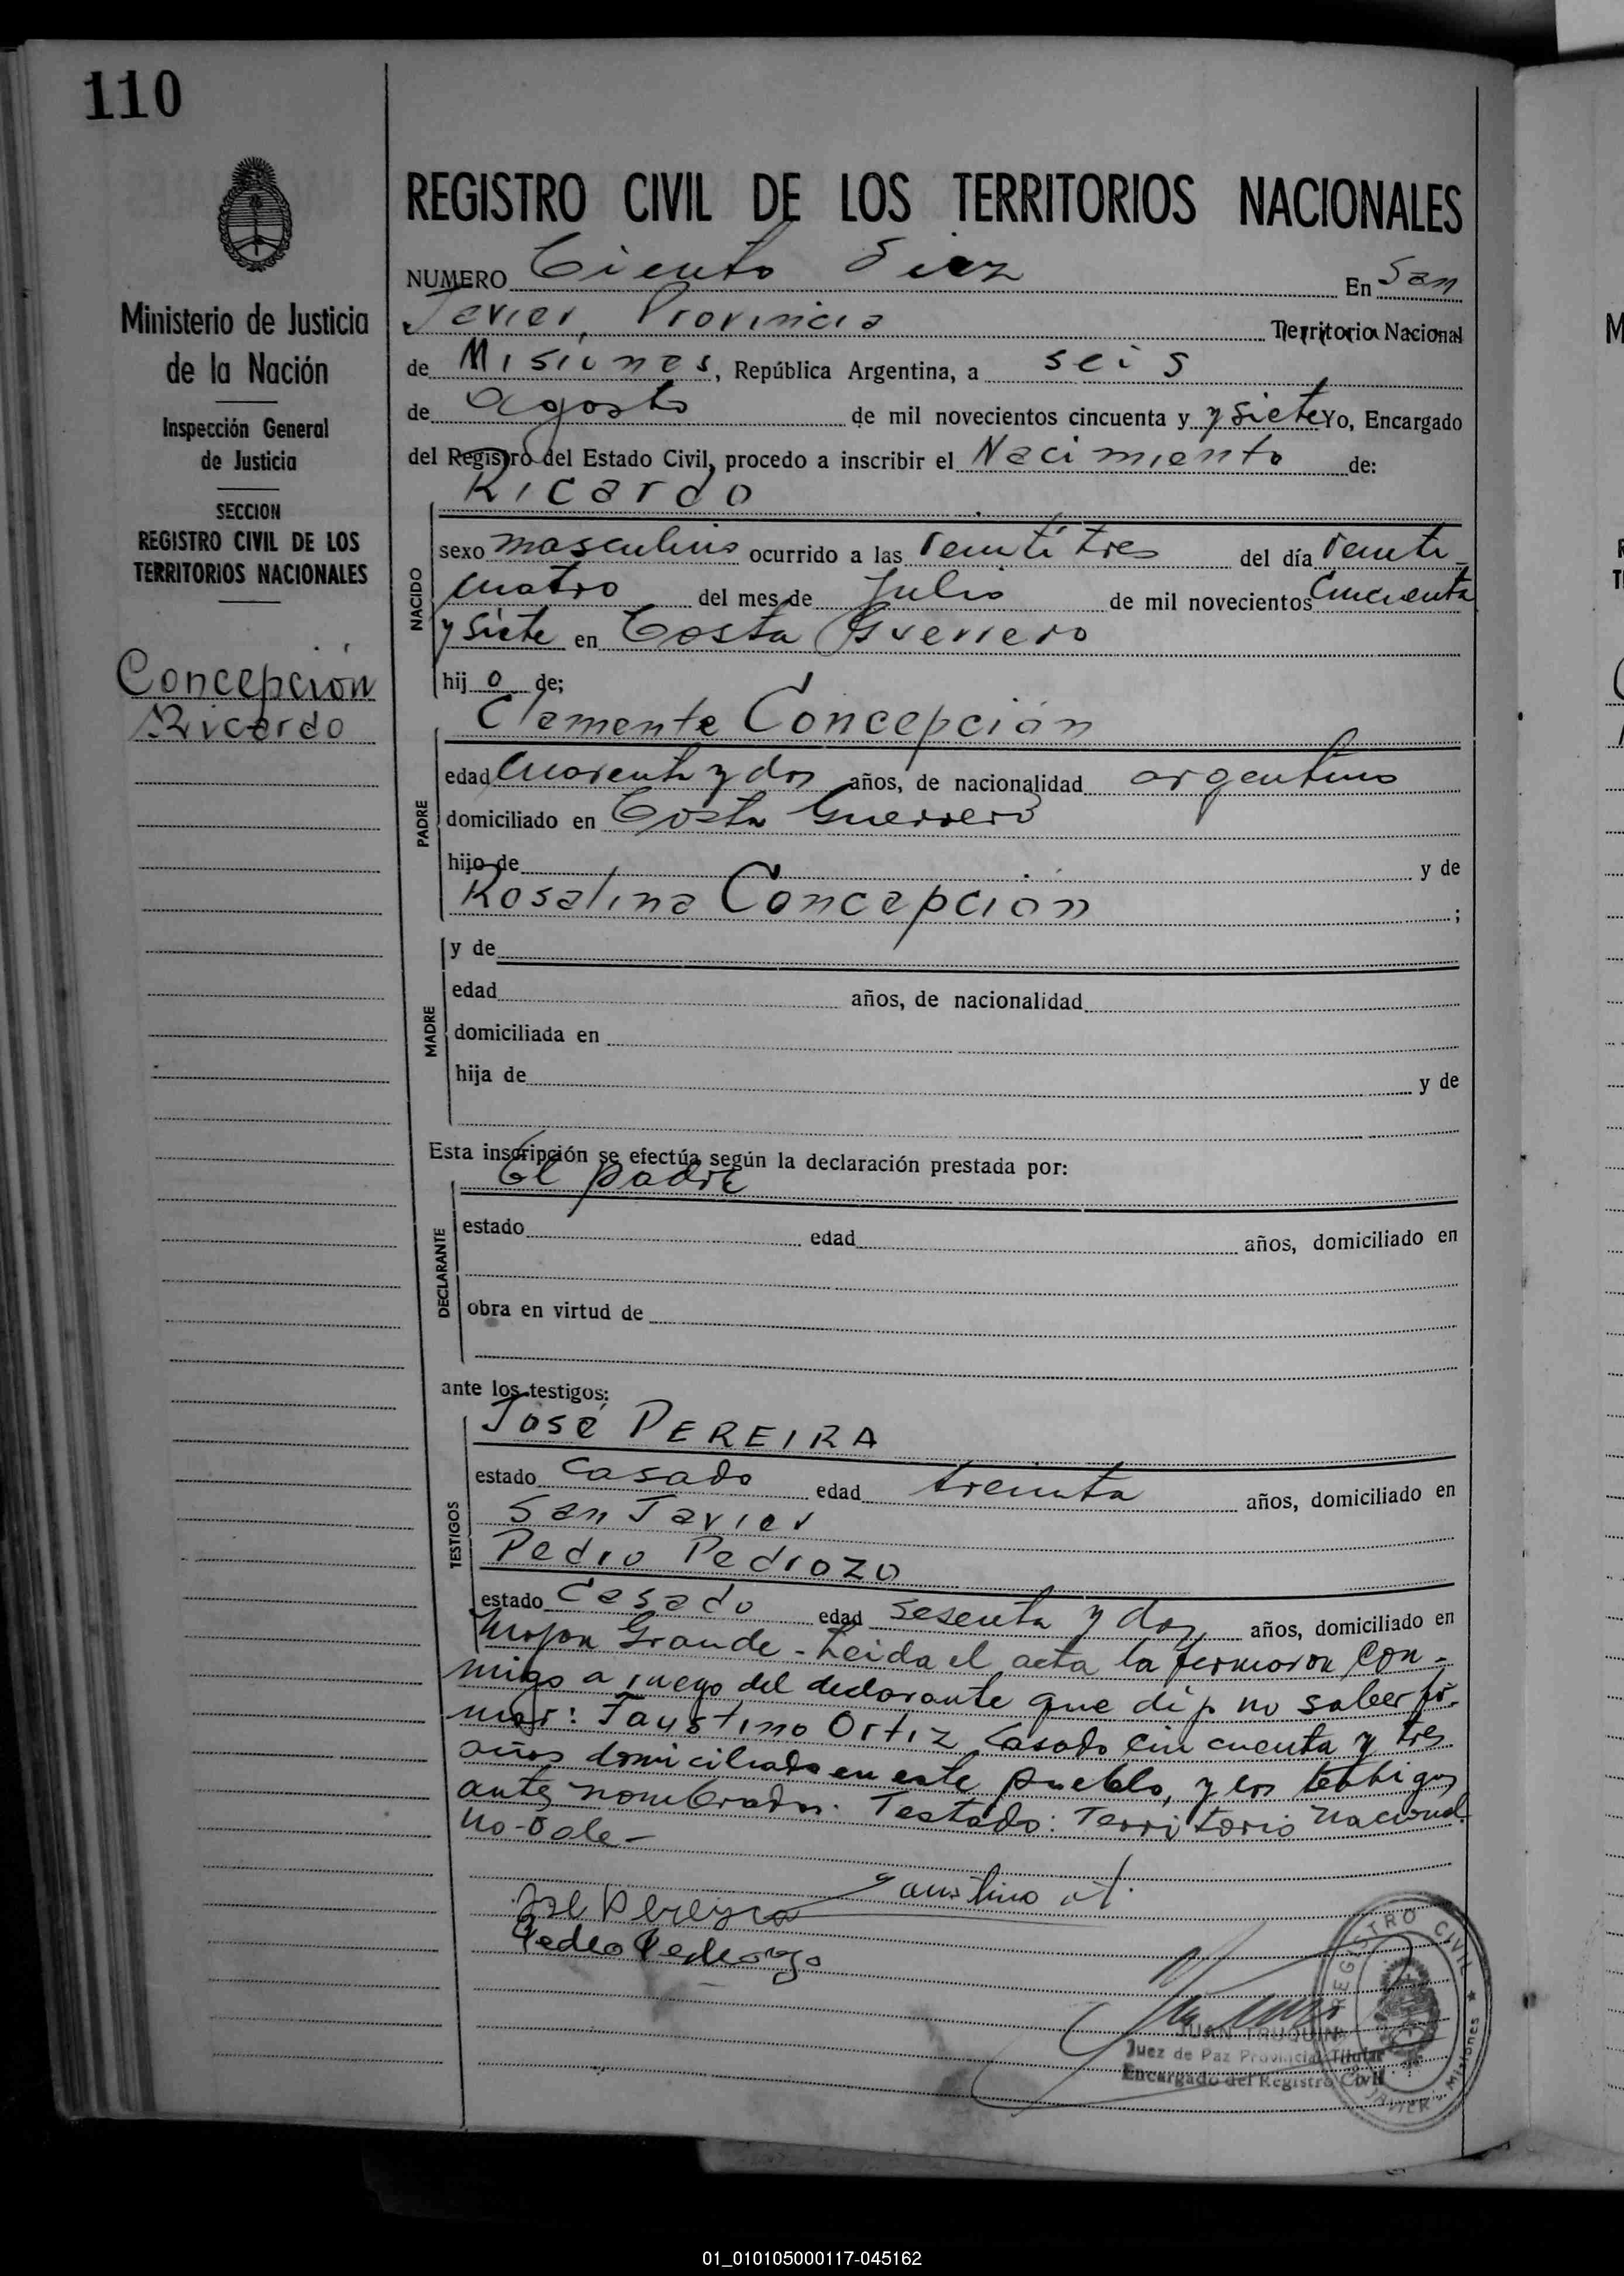 110
Ministerio de Justicia
de la Nación
Inspección General
de Justicia
SECCION
REGISTRO CIVIL DE LOS
TERRITORIOS NACIONALES
Concepción
Ricardo
REGISTRO CIVIL DE LOS TERRITORIOS NACIONALES
NUMERO Ciento diez En San
Javier, Provincia Territorio Nacional
de Misiones, República Argentina, a seis
de agosto de mil novecientos cincuenta y y siete Yo, Encargado
del Registro del Estado Civil, procedo a inscribir el Nacimiento de:
Ricardo
NACIDO
sexo masculino ocurrido a las veinti tres del día veinti
cuatro del mes de Julio de mil novecientos cincuenta
y siete en Costa Guerrero
hij o de;
Clemente Concepción
PADRE
edad cuarenta y dos años, de nacionalidad argentino
domiciliado en Costa Guerrero
hijo de y de
Rosalina Concepción ;
MADRE
y de
edad años, de nacionalidad
domiciliada en
hija de y de
Esta inscripción se efectúa según la declaración prestada por:
El padre
DECLARANTE
estado edad años, domiciliado en
obra en virtud de
ante los testigos:
José PEREIRA
TESTIGOS
estado casado edad treinta años, domiciliado en
San Javier
Pedro Pedrozo
estado Casado edad sesenta y dos años, domiciliado en
Mojon Grande - Leida el acta la firmaron con-
migo a ruego del declarante que dijo no saber fir-
mar: Faustino Ortiz casado cincuenta y tres
años domiciliado en este pueblo, y los testigos
antes nombrados. Testado: Territorio Nacional.
No-Vale-
Faustino
José Pereyra
Pedro Pedrozo
JUAN TRUQUIN
Juez de Paz Provincial Titular
Encargado del Registro Civil
REGISTRO CIVIL ★ MISIONES
JAVIER
01_010105000117-045162